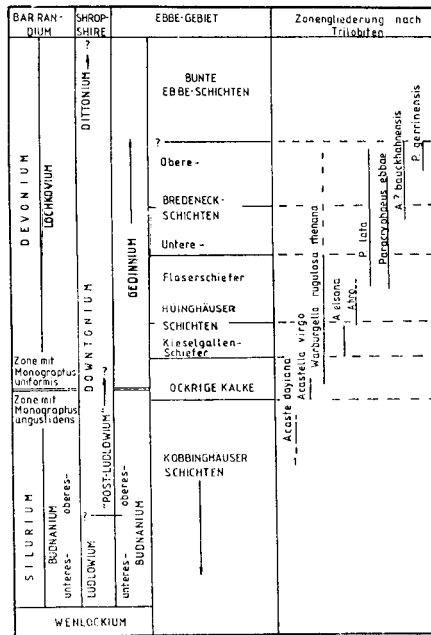 BARRAN-
DIUM
SHROP-
SHIRE
EBBE-GEBIET
Zonengliederung nach
Trilobiten
DEVONIUM
LOCHKOVIUM
Zone mit
Monograptus
uniformis
Zone mit
Monograptus
angustidens
SILURIUM
BUDNANIUM
unteres- oberes-
?
DITTONIUM
DOWNTONIUM
?
"POST-LUDLOWIUM"
?
LUDLOWIUM
GEDINNIUM
unteres- oberes-
BUDNANIUM
BUNTE
EBBE-SCHICHTEN
?
Obere-
BREDENECK-
SCHICHTEN
Untere-
Flaserschiefer
HÜINGHÄUSER
SCHICHTEN
Kieselgallen-
Schiefer
OCKRIGE KALKE
KÖBBINGHÄUSER
SCHICHTEN
WENLOCKIUM
Acaste dayiana
Acastella virgo
Warburgella rugulosa rhenana
A. elsana
A. tiro
P. lata
Paracryphaeus ebbae
A.? bauckhahnensis
P. gerrinensis